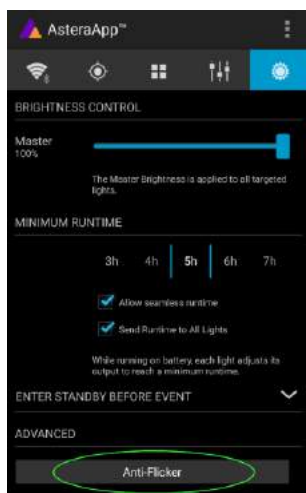 AsteraApp™
BRIGHTNESS CONTROL
Master
100%
The Master Brightness is applied to all targeted
lights.
MINIMUM RUNTIME
3h 4h 5h 6h 7h
Allow seamless runtime
Send Runtime to All Lights
While running on battery, each light adjusts its
output to reach a minimum runtime.
ENTER STANDBY BEFORE EVENT
ADVANCED
Anti-Flicker